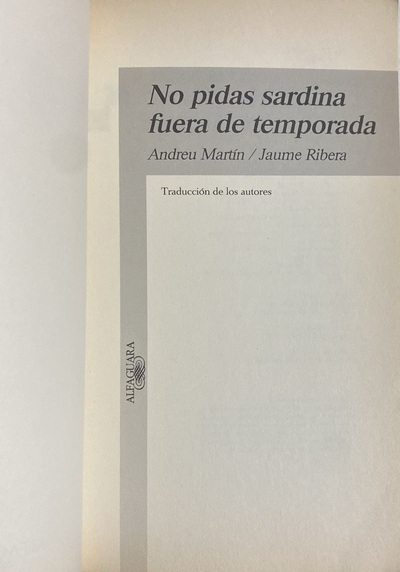 No pidas sardina
fuera de temporada
Andreu Martín / Jaume Ribera
Traducción de los autores
ALFAGUARA